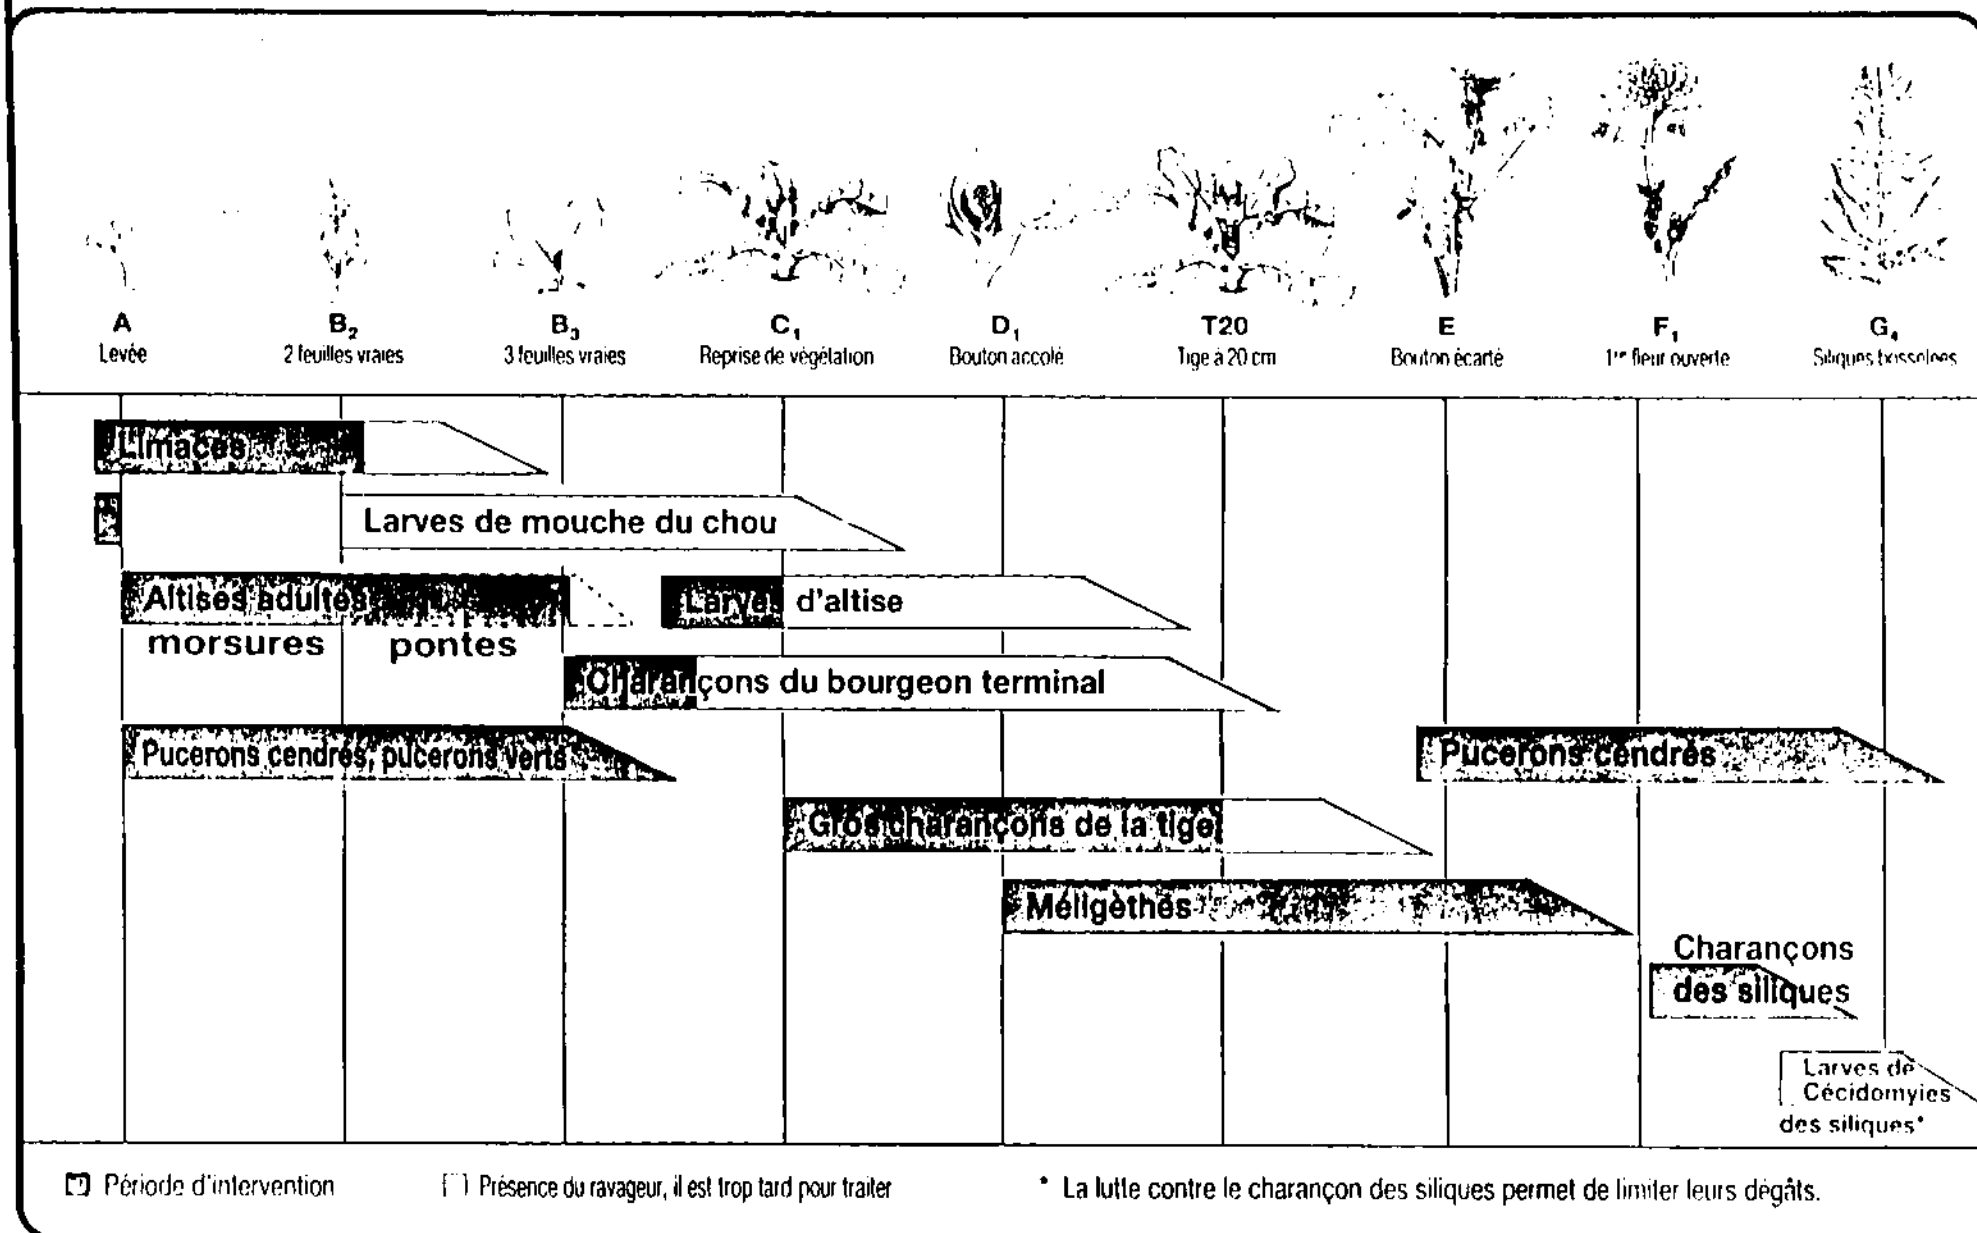 A
B₂
B₃
C₁
D₁
T20
E
F₁
G₄
Levée
2 feuilles vraies
3 feuilles vraies
Reprise de végétation
Bouton accolé
Tige à 20 cm
Bouton écarté
1re fleur ouverte
Siliques bosselées
Limaces
Larves de mouche du chou
Altises adultes
morsures
pontes
Larves d'altise
Charançons du bourgeon terminal
Pucerons cendrés, pucerons verts
Pucerons cendrés
Gros charançons de la tige
Méligèthes
Charançons
des siliques
Larves de
Cécidomyies
des siliques*
Période d'intervention
Présence du ravageur, il est trop tard pour traiter
* La lutte contre le charançon des siliques permet de limiter leurs dégâts.